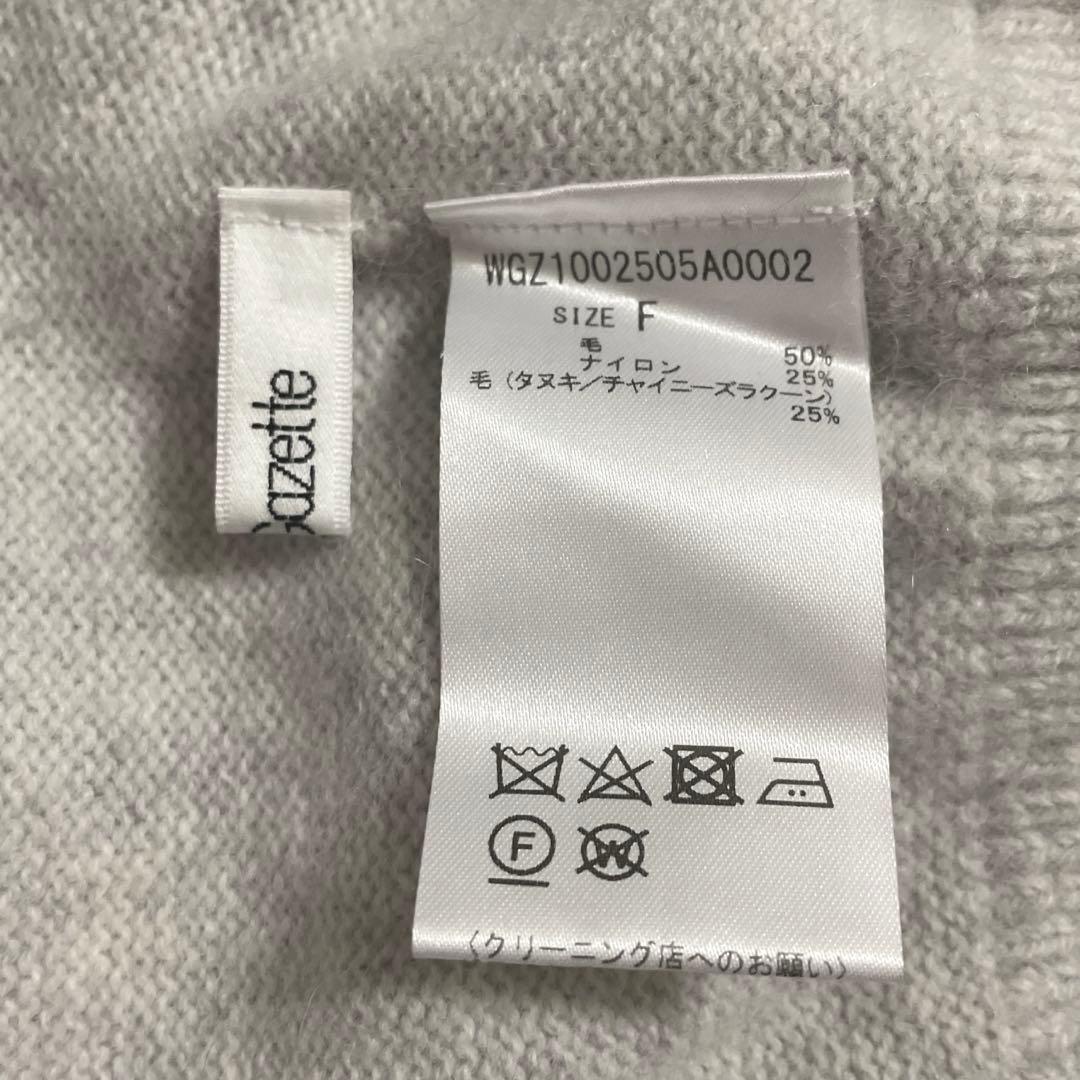 Gazette
WGZ1002505A0002
SIZE F
毛 50%
ナイロン 25%
毛(タヌキ/チャイニーズラクーン)
25%
F
W
〈クリーニング店へのお願い〉